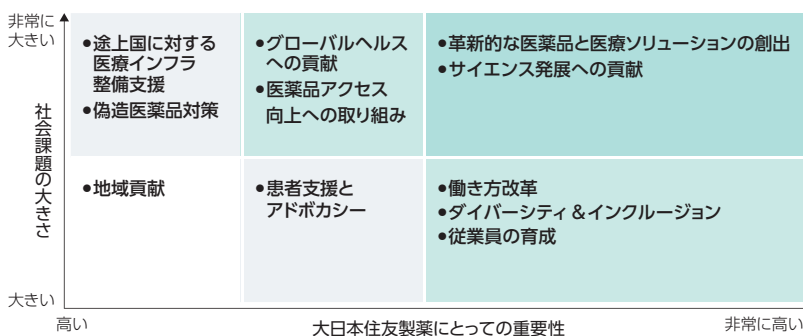 非常に
大きい
社会課題の大きさ
大きい
●途上国に対する
医療インフラ
整備支援
●偽造医薬品対策
●グローバルヘルス
への貢献
●医薬品アクセス
向上への取り組み
●革新的な医薬品と医療ソリューションの創出
●サイエンス発展への貢献
●地域貢献
●患者支援と
アドボカシー
●働き方改革
●ダイバーシティ&インクルージョン
●従業員の育成
高い
大日本住友製薬にとっての重要性
非常に高い